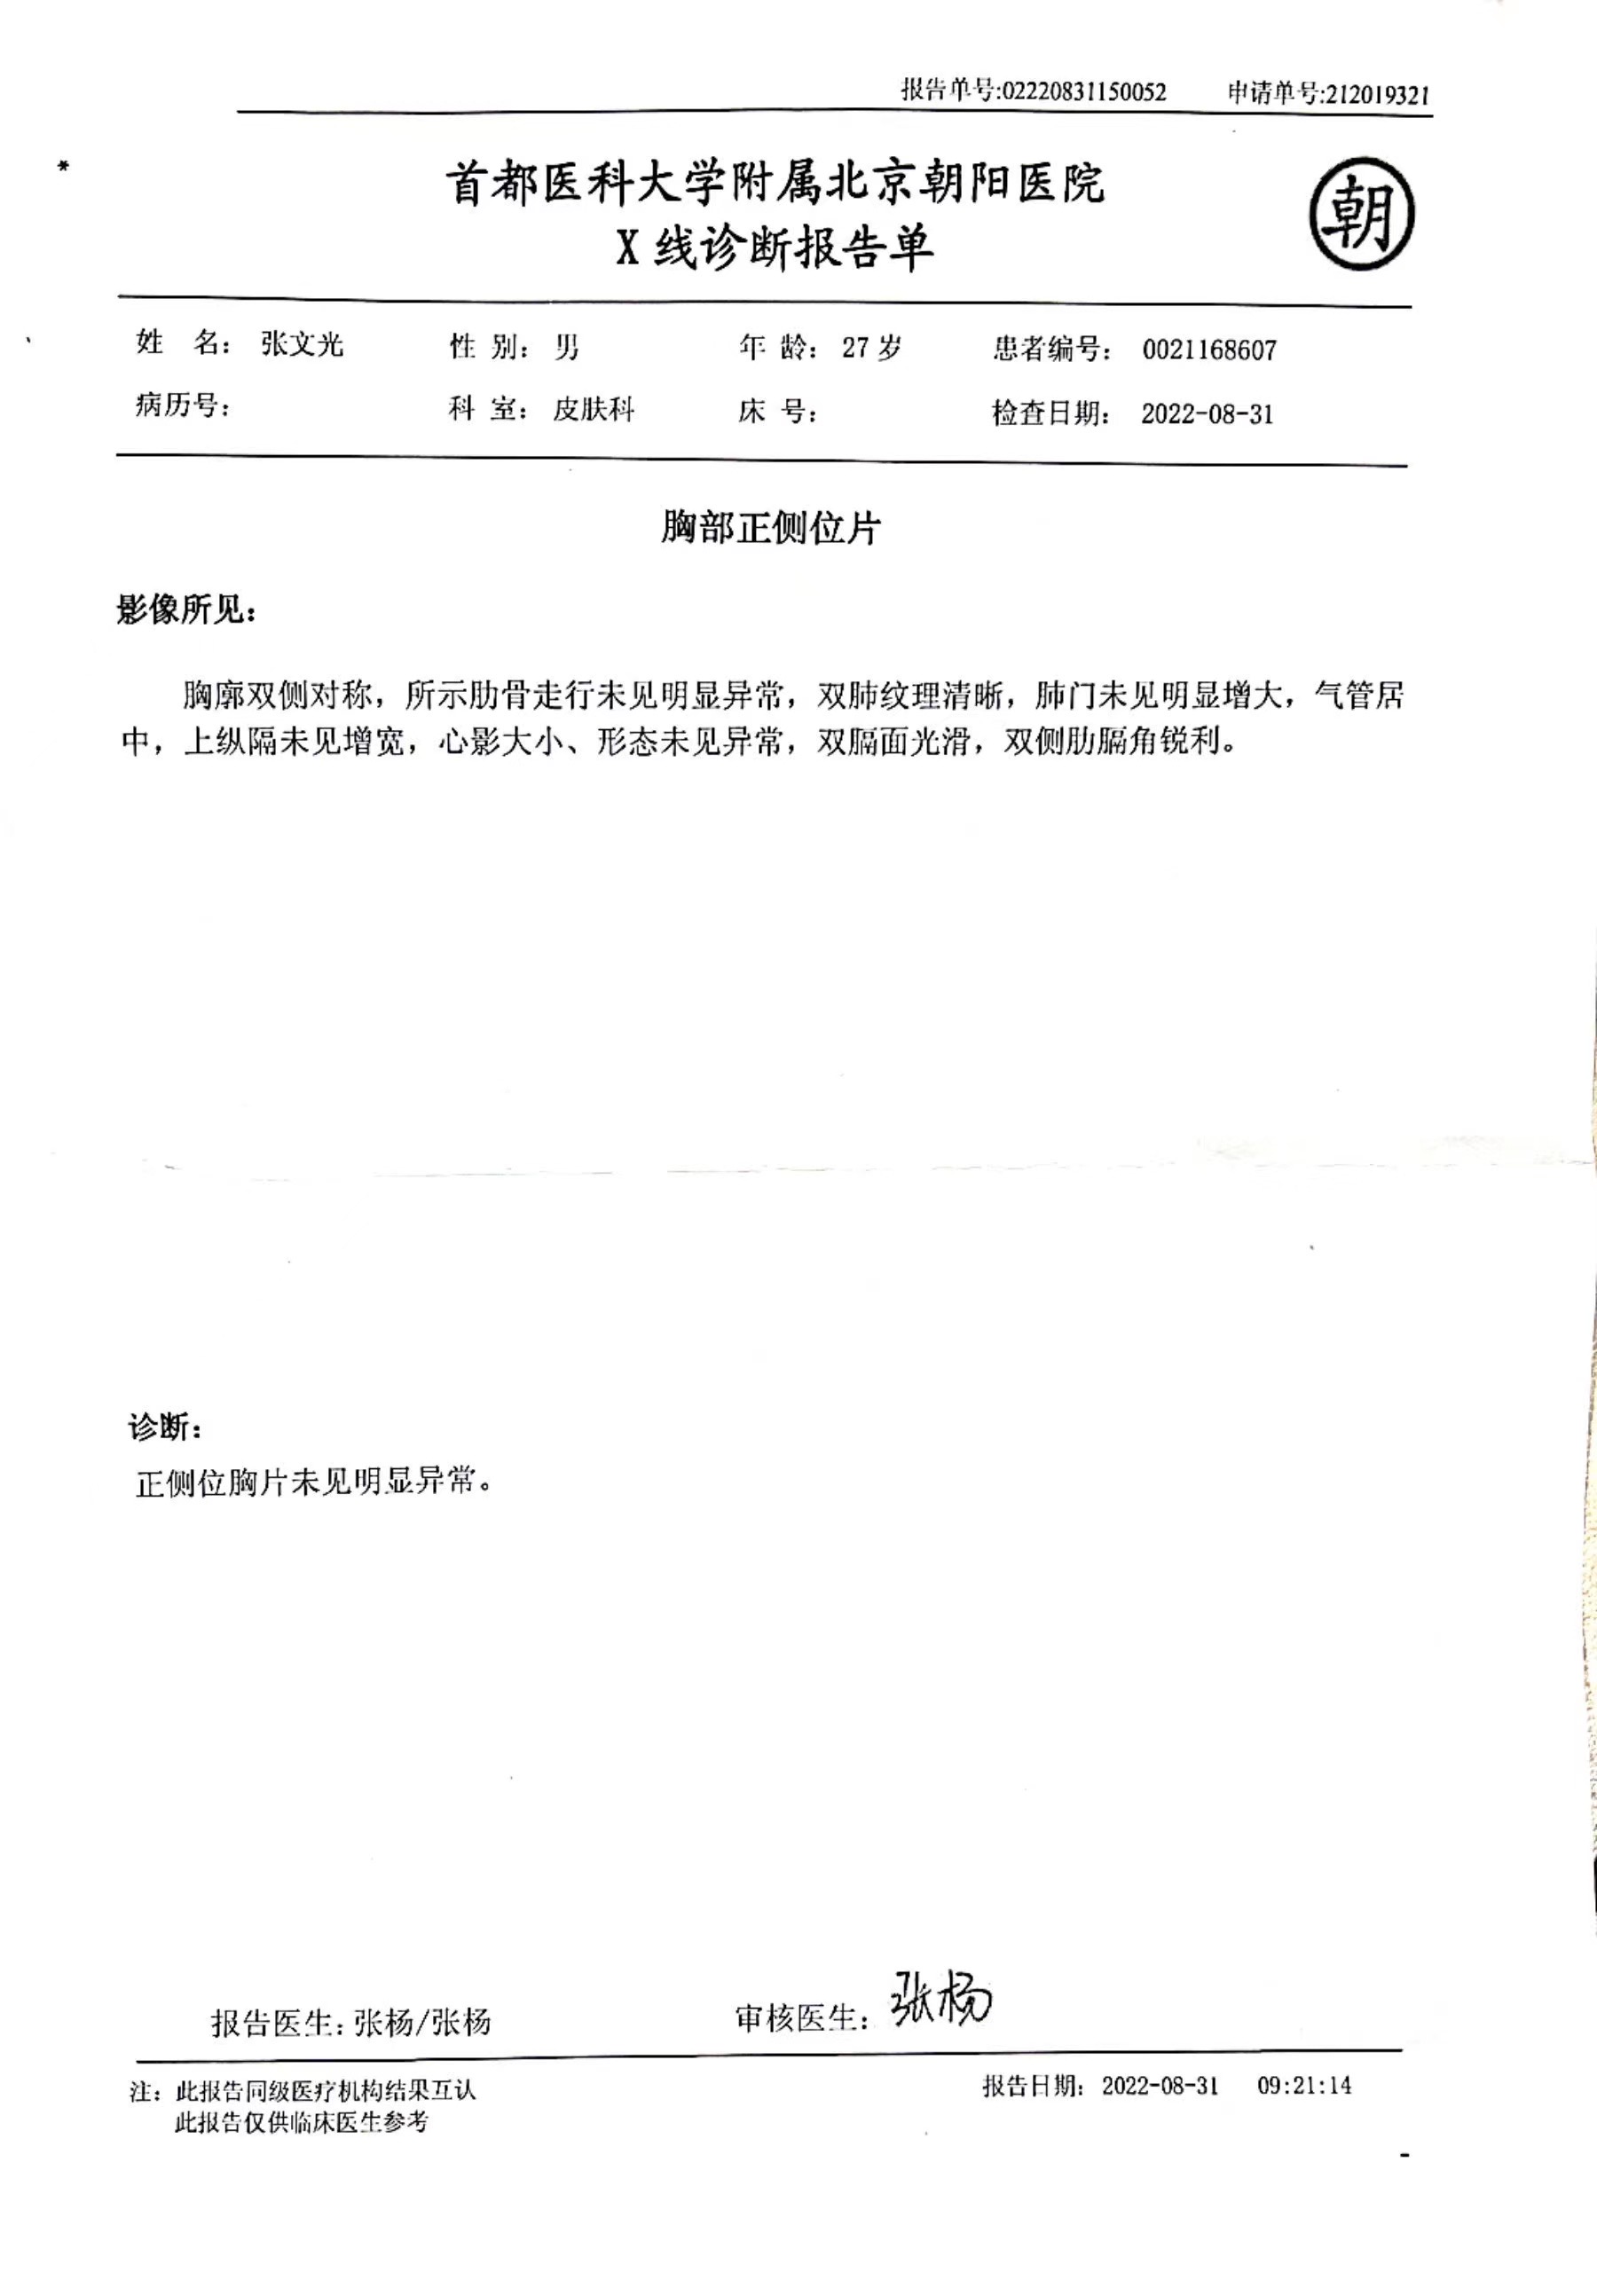 报告单号:02220831150052 申请单号:212019321
*
首都医科大学附属北京朝阳医院
朝
X 线诊断报告单
姓 名： 张文光 性 别： 男 年 龄： 27 岁 患者编号： 0021168607
病历号： 科 室： 皮肤科 床 号： 检查日期： 2022-08-31
胸部正侧位片
影像所见：
胸廓双侧对称，所示肋骨走行未见明显异常，双肺纹理清晰，肺门未见明显增大，气管居
中，上纵隔未见增宽，心影大小、形态未见异常，双膈面光滑，双侧肋膈角锐利。
诊断：
正侧位胸片未见明显异常。
报告医生：张杨/张杨 审核医生： 张杨
注： 此报告同级医疗机构结果互认 报告日期： 2022-08-31 09:21:14
此报告仅供临床医生参考